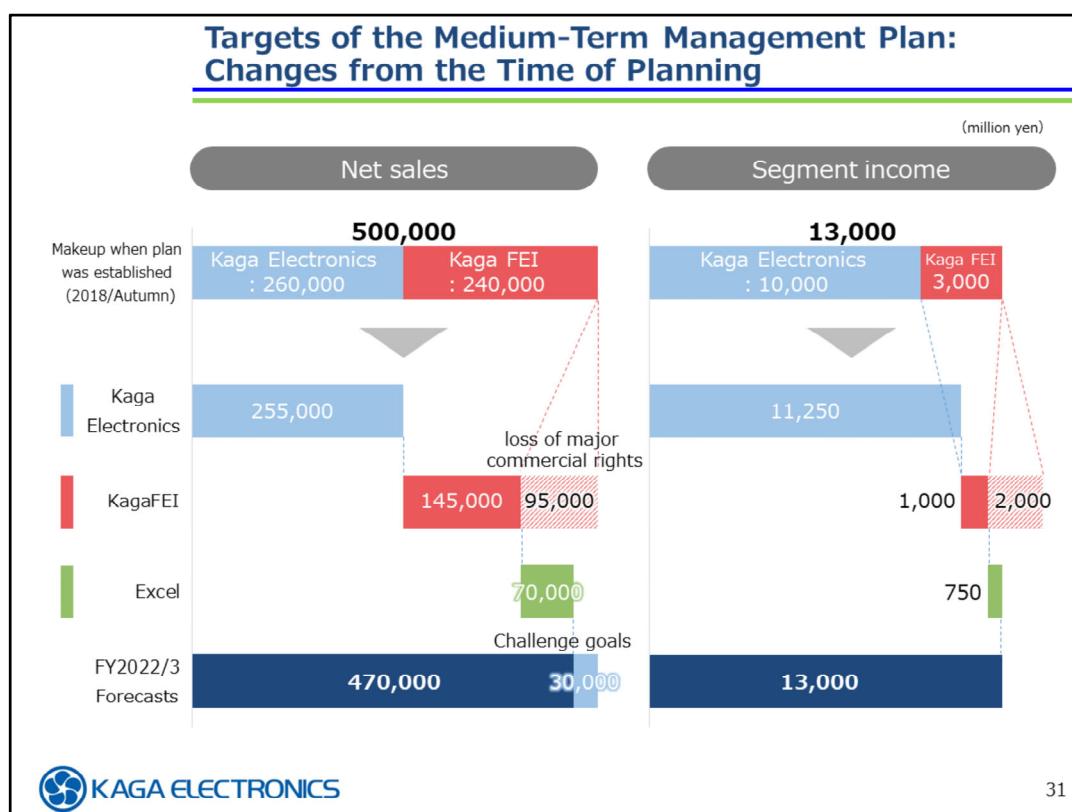 Targets of the Medium-Term Management Plan:
Changes from the Time of Planning
(million yen)
Net sales
Segment income
Makeup when plan
was established
(2018/Autumn)
500,000
Kaga Electronics
: 260,000
Kaga FEI
: 240,000
13,000
Kaga Electronics
: 10,000
Kaga FEI
3,000
Kaga
Electronics
255,000
11,250
loss of major
commercial rights
KagaFEI
145,000
95,000
1,000
2,000
Excel
70,000
750
Challenge goals
FY2022/3
Forecasts
470,000
30,000
13,000
KAGA ELECTRONICS
31